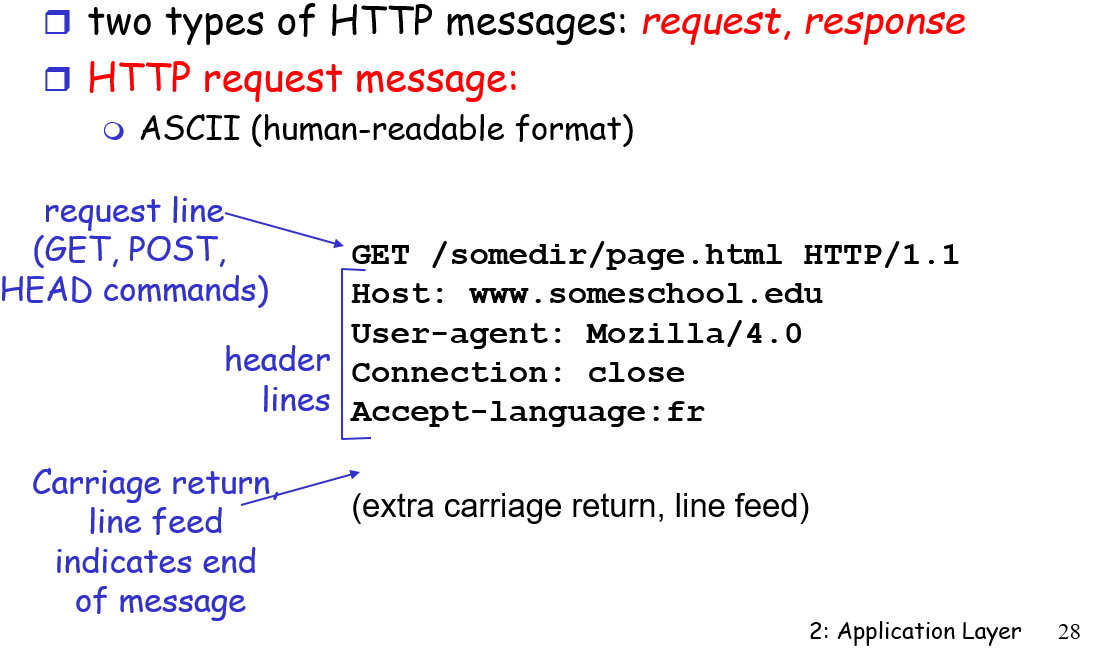 two types of HTTP messages: request, response
HTTP request message:
ASCII (human-readable format)
request line
(GET, POST,
HEAD commands)
GET /somedir/page.html HTTP/1.1
Host: www.someschool.edu
User-agent: Mozilla/4.0
Connection: close
Accept-language:fr
header
lines
Carriage return,
line feed
indicates end
of message
(extra carriage return, line feed)
2: Application Layer 28